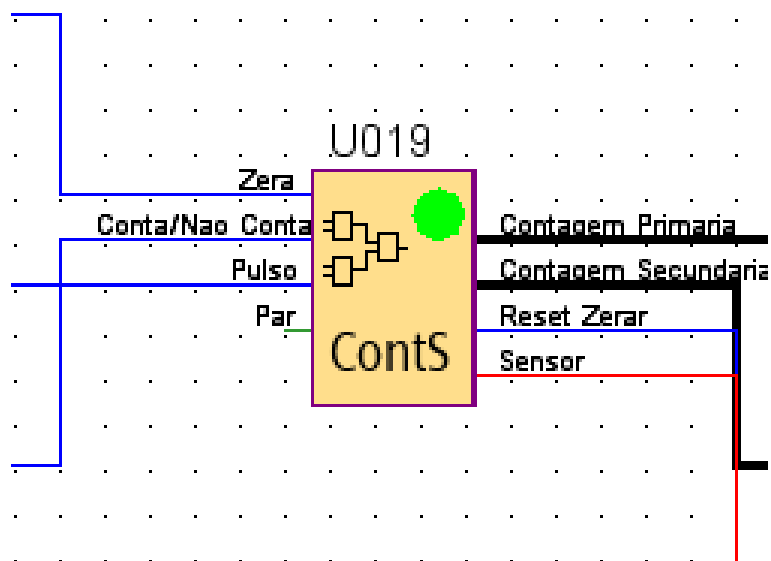 U019
Zera
Conta/Nao Conta
Contagem Primaria
Pulso
Contagem Secundaria
Par
Reset Zerar
ContS
Sensor